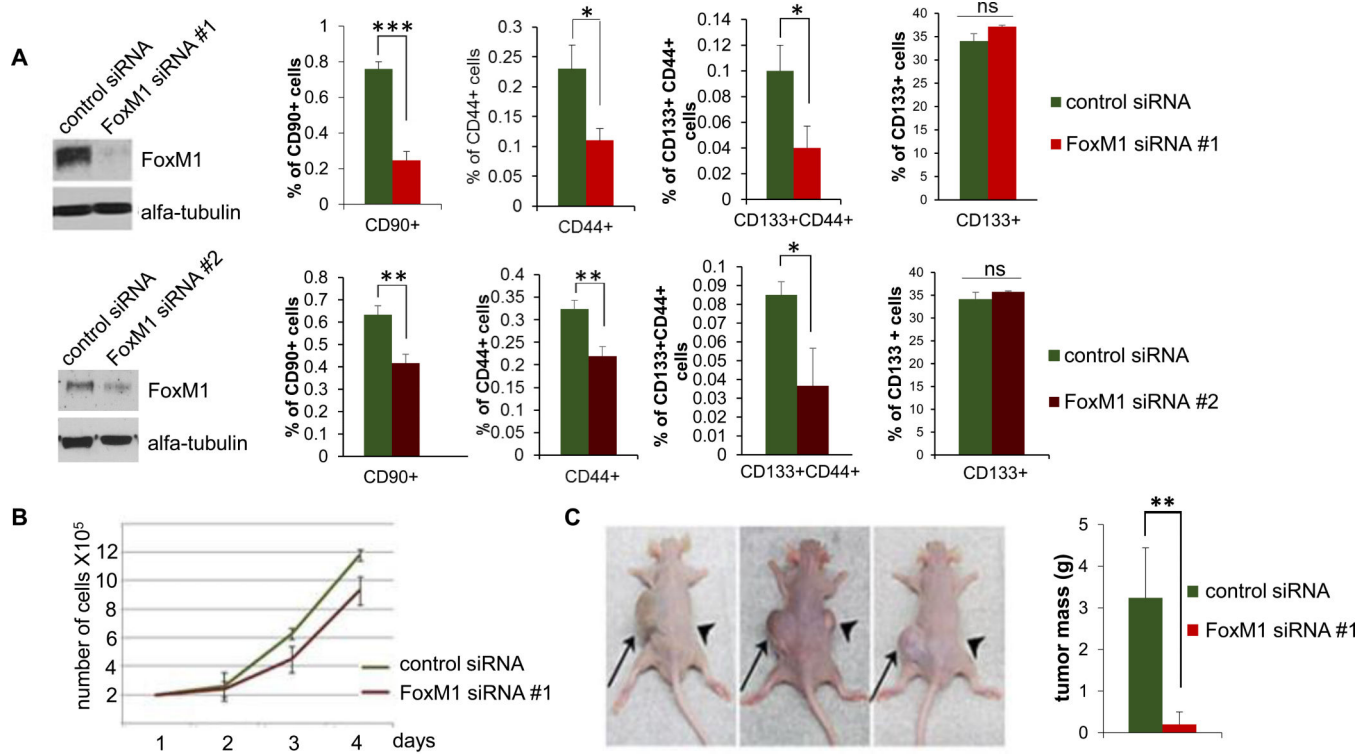 A
control siRNA
FoxM1 siRNA #1
FoxM1
alfa-tubulin
% of CD90+ cells
1
0.8
0.6
0.4
0.2
0
***
CD90+
% of CD44+ cells
0.3
0.25
0.2
0.15
0.1
0.05
0
*
CD44+
% of CD133+ CD44+
cells
0.14
0.12
0.1
0.08
0.06
0.04
0.02
0
*
CD133+CD44+
% of CD133+ cells
40
35
30
25
20
15
10
5
0
ns
CD133+
control siRNA
FoxM1 siRNA #1
control siRNA
FoxM1 siRNA #2
FoxM1
alfa-tubulin
% of CD90+ cells
0.8
0.7
0.6
0.5
0.4
0.3
0.2
0.1
0
**
CD90+
% of CD44+ cells
0.4
0.35
0.3
0.25
0.2
0.15
0.1
0.05
0
**
CD44+
% of CD133+CD44+
cells
0.1
0.09
0.08
0.07
0.06
0.05
0.04
0.03
0.02
0.01
0
*
CD133+CD44+
% of CD133 + cells
40
35
30
25
20
15
10
5
0
ns
CD133+
control siRNA
FoxM1 siRNA #2
B
number of cells X10⁵
12
10
8
6
4
2
1 2 3 4 days
control siRNA
FoxM1 siRNA #1
C
tumor mass (g)
5
4
3
2
1
0
**
control siRNA
FoxM1 siRNA #1